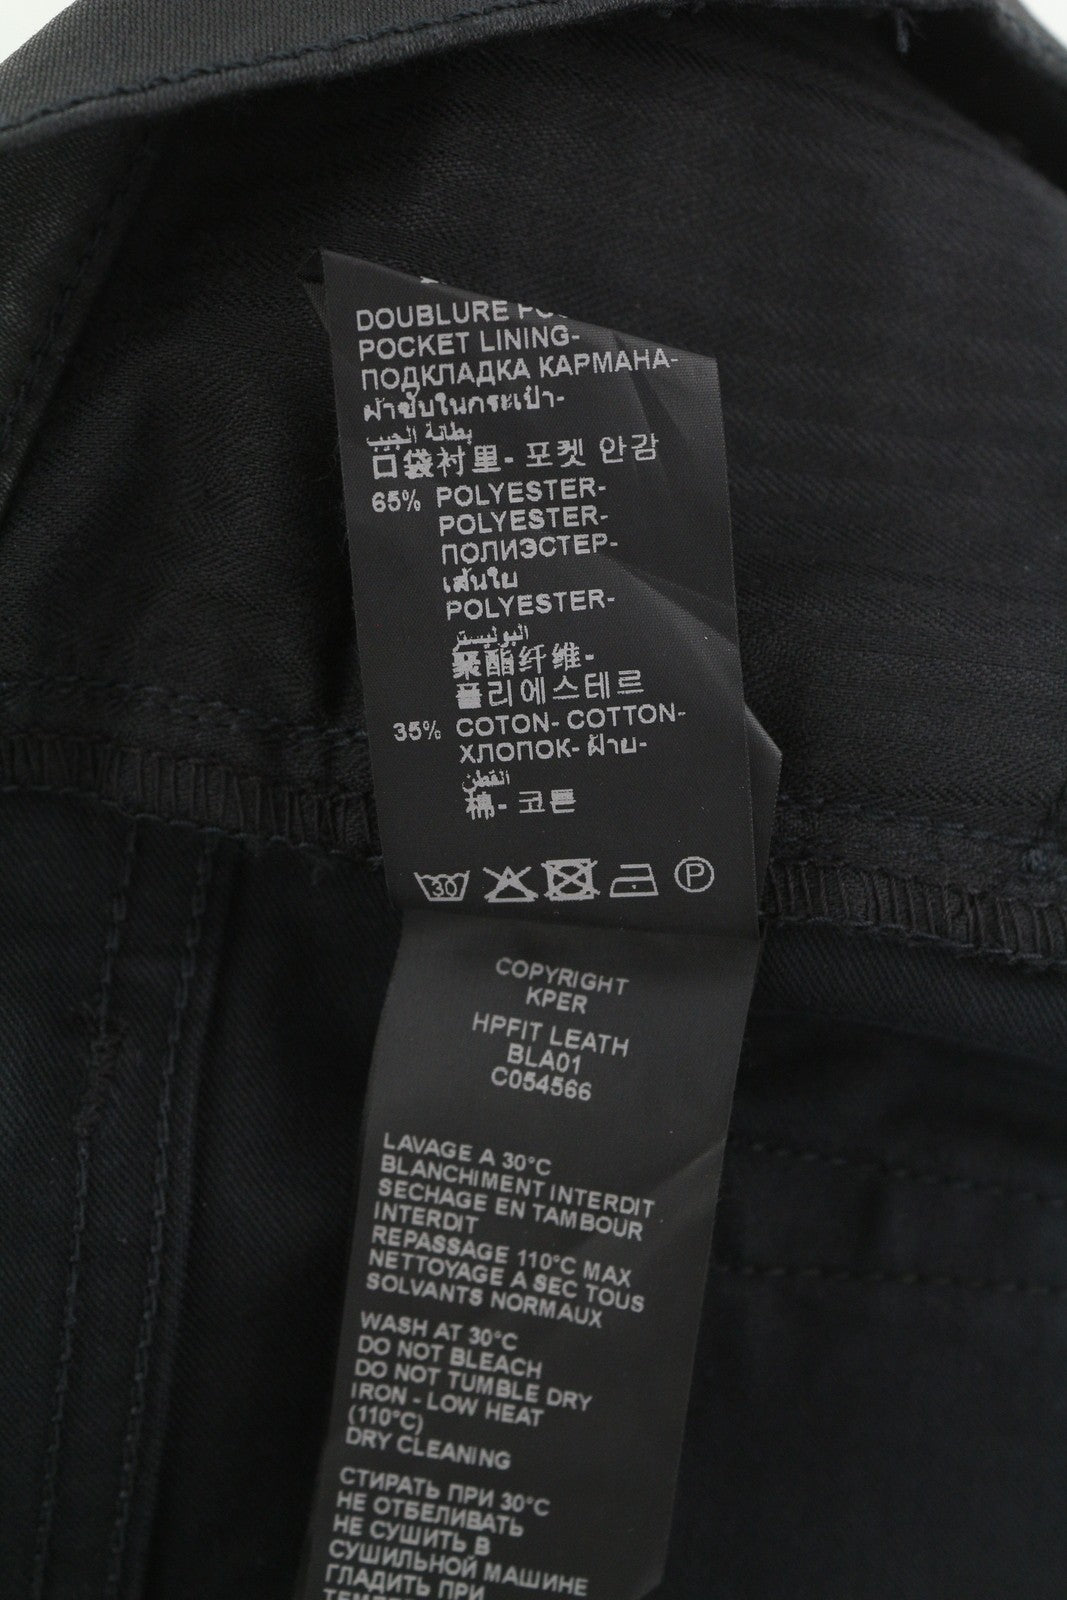 DOUBLURE
POCKET LINING-
ПОДКЛАДКА КАРМАНА-
ผ้าซับในกระเป๋า-
بطانة الجيب
口袋衬里- 포켓 안감
65% POLYESTER-
POLYESTER-
ПОЛИЭСТЕР-
เส้นใบ
POLYESTER-
البوليستر
聚酯纤维-
폴리에스테르
35% COTON- COTTON-
ХЛОПОК- ฝ้าย-
القطن
棉- 코튼
30 P
COPYRIGHT
KPER
HPFIT LEATH
BLA01
C054566
LAVAGE A 30°C
BLANCHIMENT INTERDIT
SECHAGE EN TAMBOUR
INTERDIT
REPASSAGE 110°C MAX
NETTOYAGE A SEC TOUS
SOLVANTS NORMAUX
WASH AT 30°C
DO NOT BLEACH
DO NOT TUMBLE DRY
IRON - LOW HEAT
(110°C)
DRY CLEANING
СТИРАТЬ ПРИ 30°C
НЕ ОТБЕЛИВАТЬ
НЕ СУШИТЬ В
СУШИЛЬНОЙ МАШИНЕ
ГЛАДИТЬ ПРИ